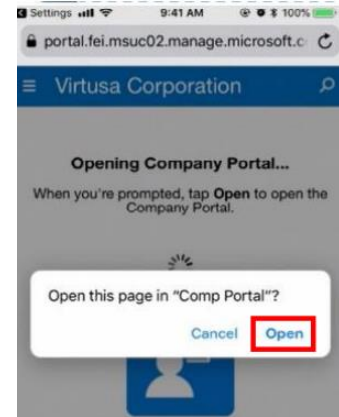 Settings 9:41 AM 100%
portal.fei.msuc02.manage.microsoft.c
Virtusa Corporation
Opening Company Portal...
When you're prompted, tap Open to open the
Company Portal.
Open this page in "Comp Portal"?
Cancel Open